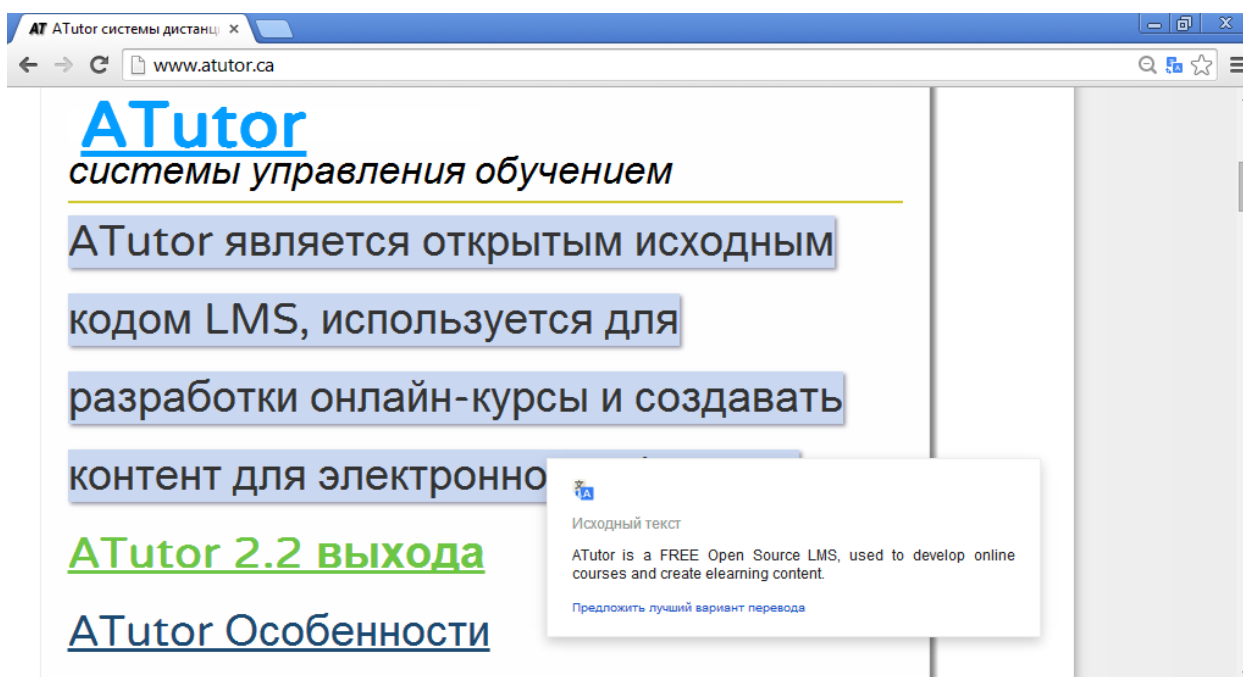 AT ATutor системы дистанц
www.atutor.ca
ATutor
системы управления обучением
ATutor является открытым исходным
кодом LMS, используется для
разработки онлайн-курсы и создавать
контент для
Исходный текст
ATutor is a FREE Open Source LMS, used to develop online
courses and create elearning content.
Предложить лучший вариант перевода
ATutor 2.2 выхода
ATutor Особенности